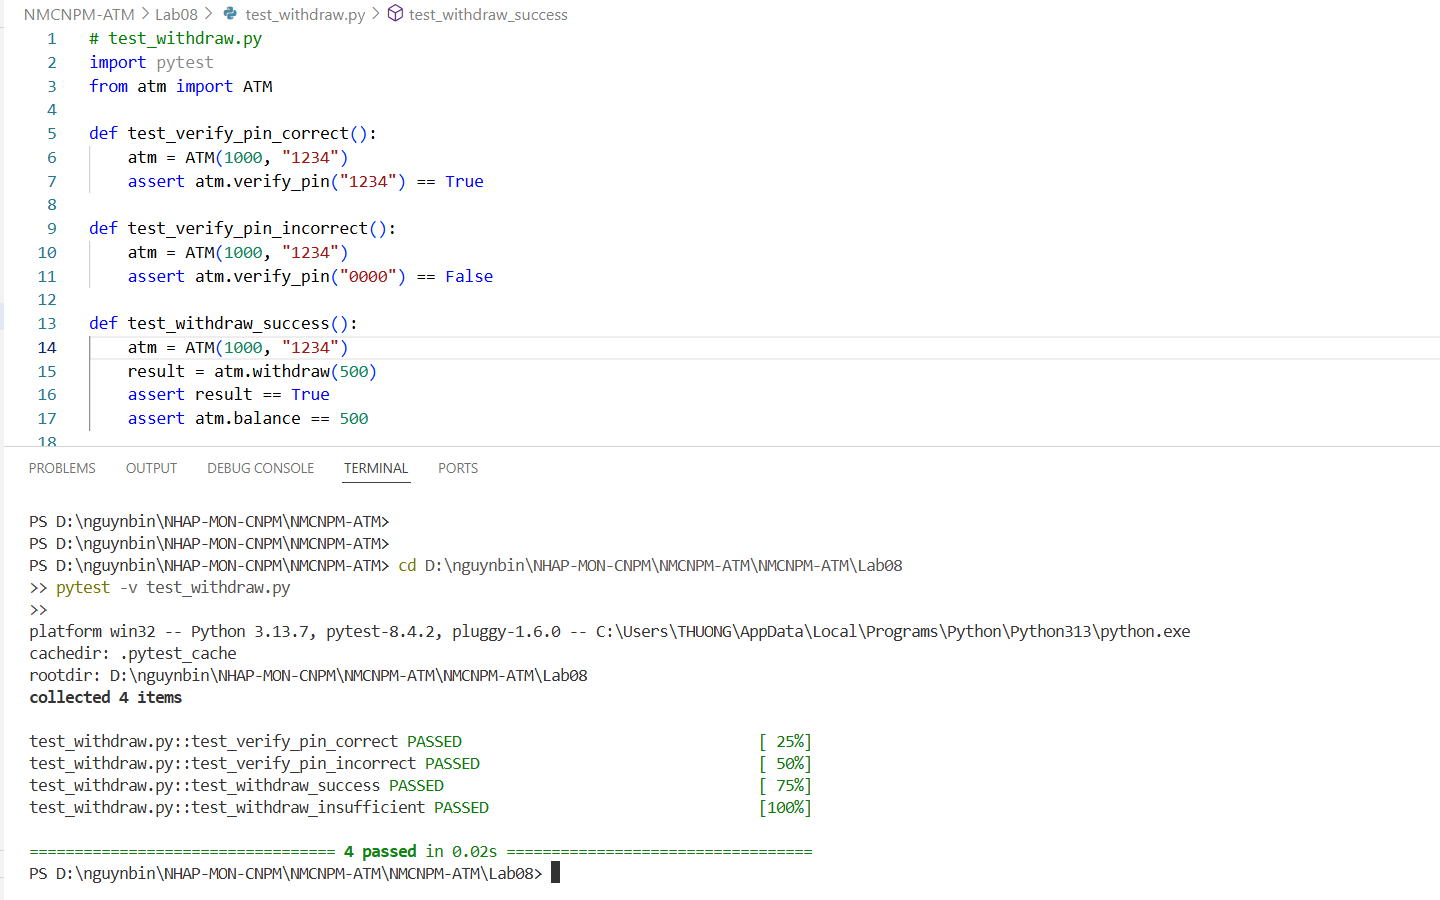 NMCNPM-ATM > Lab08 > test_withdraw.py > test_withdraw_success
1 # test_withdraw.py
2 import pytest
3 from atm import ATM
4
5 def test_verify_pin_correct():
6     atm = ATM(1000, "1234")
7     assert atm.verify_pin("1234") == True
8
9 def test_verify_pin_incorrect():
10     atm = ATM(1000, "1234")
11     assert atm.verify_pin("0000") == False
12
13 def test_withdraw_success():
14     atm = ATM(1000, "1234")
15     result = atm.withdraw(500)
16     assert result == True
17     assert atm.balance == 500
18
PROBLEMS OUTPUT DEBUG CONSOLE TERMINAL PORTS
PS D:\nguynbin\NHAP-MON-CNPM\NMCNPM-ATM>
PS D:\nguynbin\NHAP-MON-CNPM\NMCNPM-ATM>
PS D:\nguynbin\NHAP-MON-CNPM\NMCNPM-ATM> cd D:\nguynbin\NHAP-MON-CNPM\NMCNPM-ATM\NMCNPM-ATM\Lab08
>> pytest -v test_withdraw.py
>>
platform win32 -- Python 3.13.7, pytest-8.4.2, pluggy-1.6.0 -- C:\Users\THUONG\AppData\Local\Programs\Python\Python313\python.exe
cachedir: .pytest_cache
rootdir: D:\nguynbin\NHAP-MON-CNPM\NMCNPM-ATM\NMCNPM-ATM\Lab08
collected 4 items
test_withdraw.py::test_verify_pin_correct PASSED [ 25%]
test_withdraw.py::test_verify_pin_incorrect PASSED [ 50%]
test_withdraw.py::test_withdraw_success PASSED [ 75%]
test_withdraw.py::test_withdraw_insufficient PASSED [100%]
================================== 4 passed in 0.02s ==================================
PS D:\nguynbin\NHAP-MON-CNPM\NMCNPM-ATM\NMCNPM-ATM\Lab08>